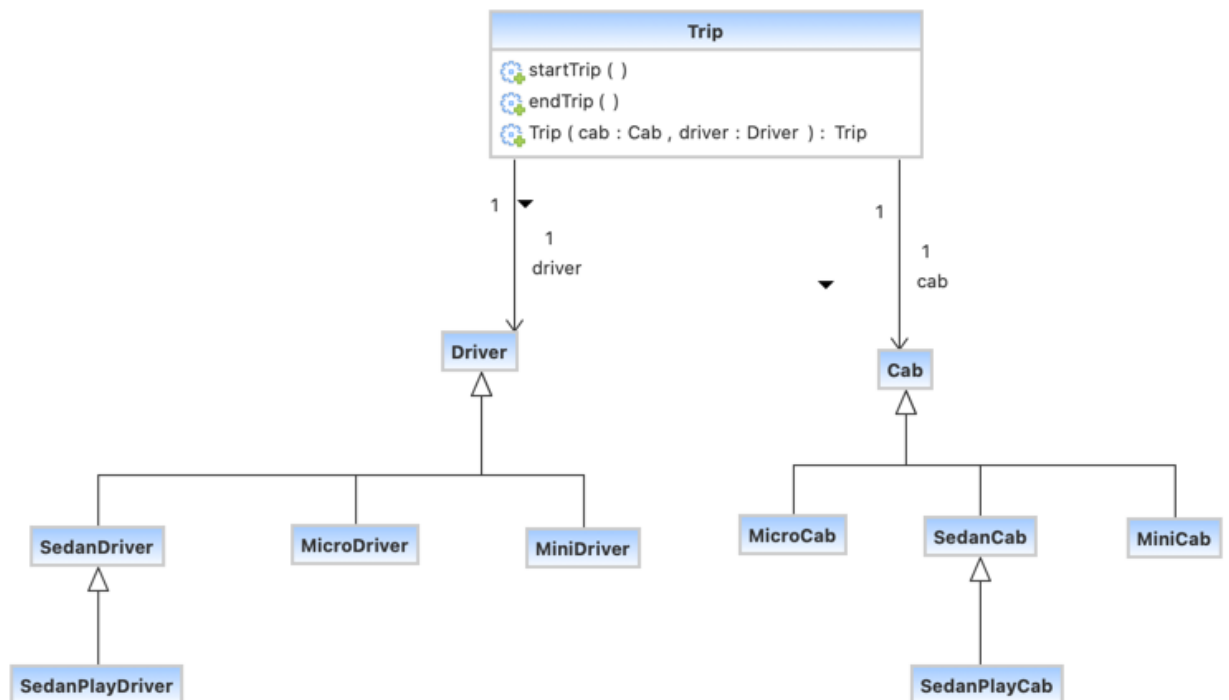 Trip
startTrip ( )
endTrip ( )
Trip ( cab : Cab , driver : Driver ) : Trip
1
1
driver
1
1
cab
Driver
Cab
SedanDriver
MicroDriver
MiniDriver
MicroCab
SedanCab
MiniCab
SedanPlayDriver
SedanPlayCab